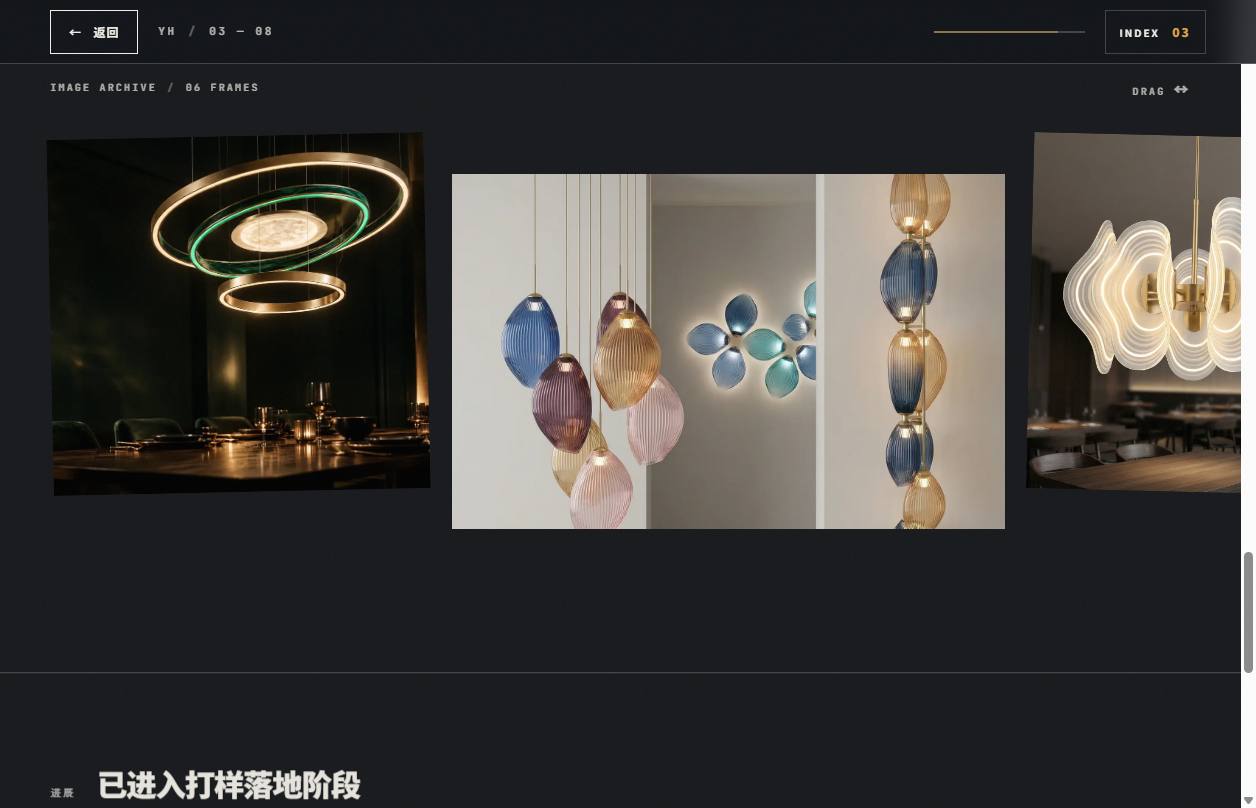 ← 返回
YH / 03 — 08
INDEX 03
IMAGE ARCHIVE / 06 FRAMES
DRAG ↔
进展 已进入打样落地阶段